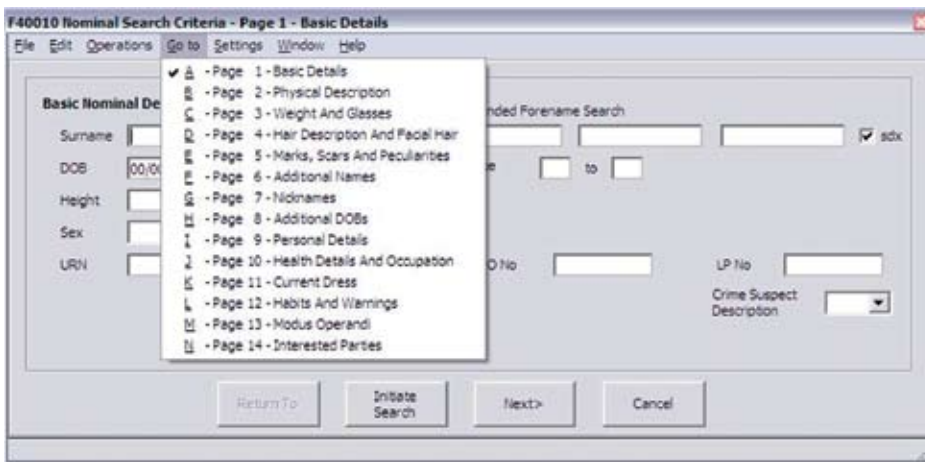 F40010 Nominal Search Criteria - Page 1 - Basic Details
File Edit Operations Go to Settings Window Help
A - Page 1 - Basic Details
B - Page 2 - Physical Description
C - Page 3 - Weight And Glasses
D - Page 4 - Hair Description And Facial Hair
E - Page 5 - Marks, Scars And Peculiarities
F - Page 6 - Additional Names
G - Page 7 - Nicknames
H - Page 8 - Additional DOBs
I - Page 9 - Personal Details
J - Page 10 - Health Details And Occupation
K - Page 11 - Current Dress
L - Page 12 - Habits And Warnings
M - Page 13 - Modus Operandi
N - Page 14 - Interested Parties
Basic Nominal De
nded Forename Search
Surname
sdx
DOB 00/0
to
Height
Sex
URN
O No
LP No
Crime Suspect
Description
Return To
Initiate
Search
Next>
Cancel